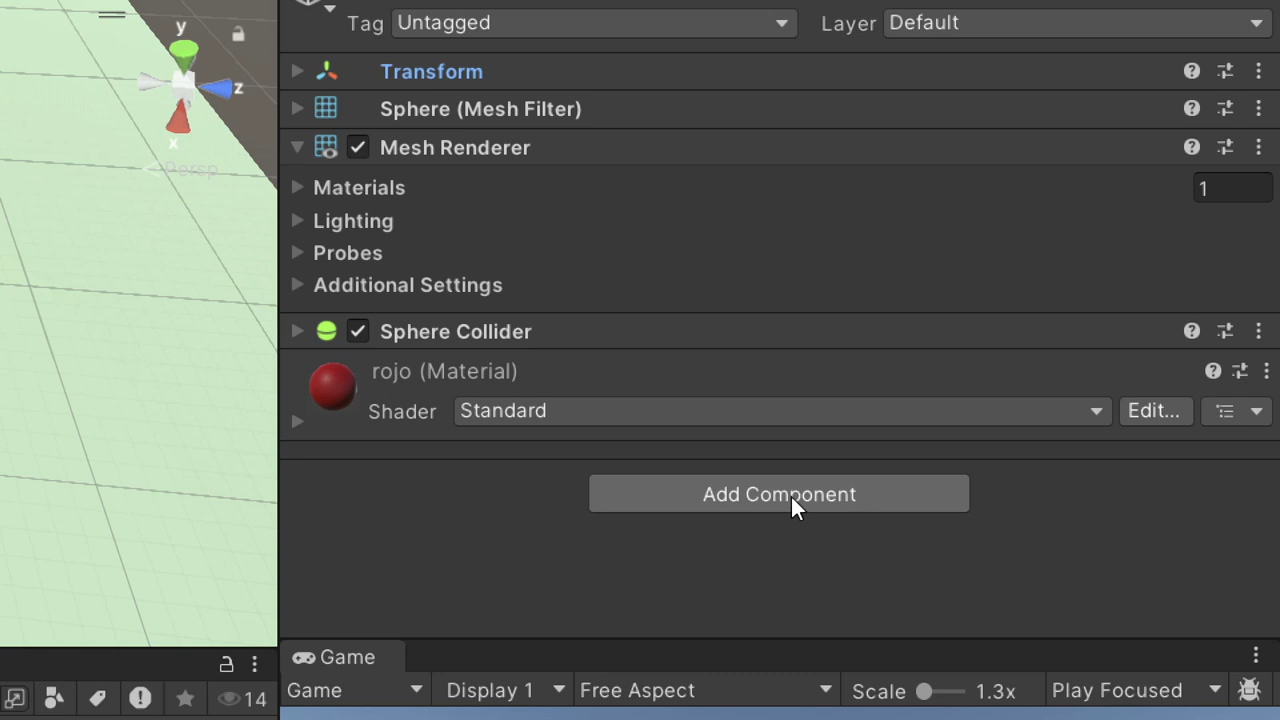 Tag Untagged Layer Default
y
z
x
Persp
Transform
Sphere (Mesh Filter)
Mesh Renderer
Materials 1
Lighting
Probes
Additional Settings
Sphere Collider
rojo (Material)
Shader Standard Edit...
Add Component
Game
14
Game Display 1 Free Aspect Scale 1.3x Play Focused